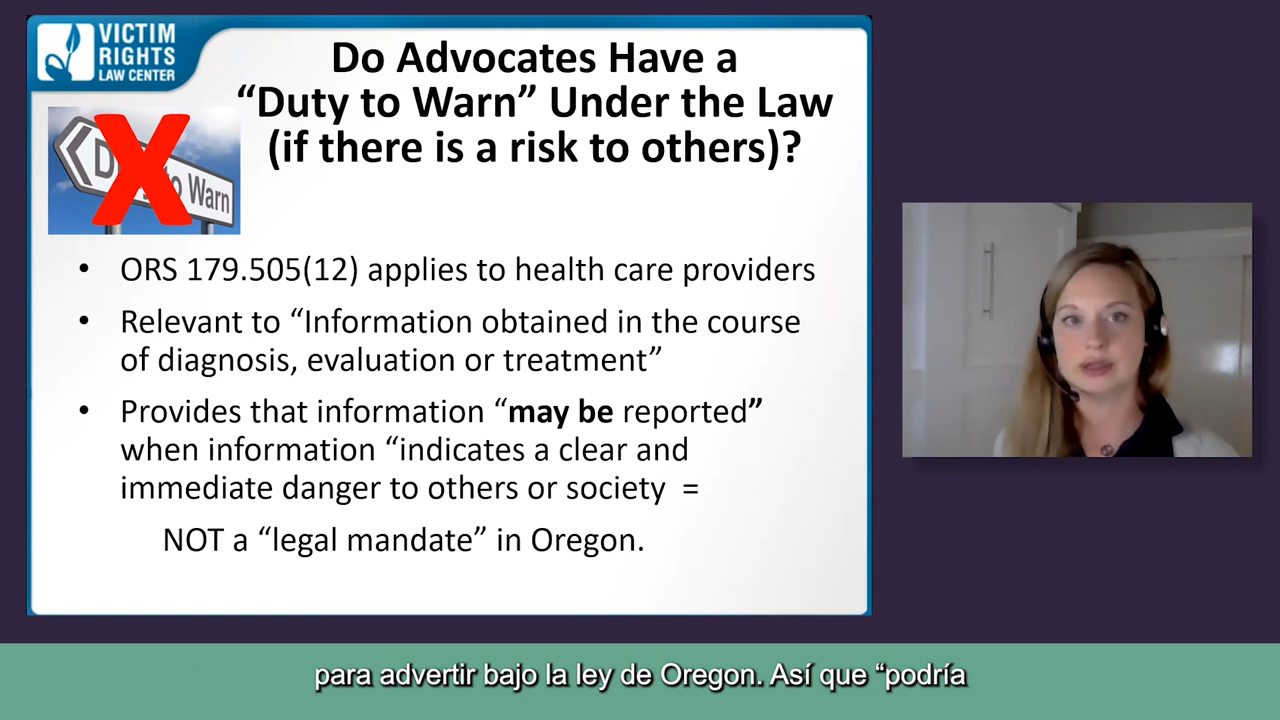 VICTIM
RIGHTS
LAW CENTER
Do Advocates Have a
“Duty to Warn” Under the Law
(if there is a risk to others)?
to Warn
• ORS 179.505(12) applies to health care providers
• Relevant to “Information obtained in the course
of diagnosis, evaluation or treatment”
• Provides that information “may be reported”
when information “indicates a clear and
immediate danger to others or society =
NOT a “legal mandate” in Oregon.
para advertir bajo la ley de Oregon. Así que “podría